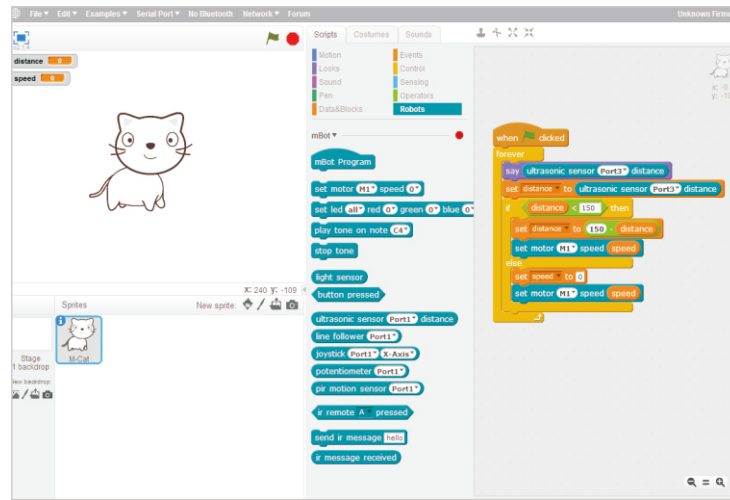 File Edit Examples Serial Port No Bluetooth Network Forum Unknown Firm
Scripts Costumes Sounds
distance 0
speed 0
Motion Events
Looks Control
Sound Sensing
Pen Operators
Data&Blocks Robots
mBot
mBot Program
set motor M1 speed 0
set led all red 0 green 0 blue 0
play tone on note C4
stop tone
light sensor
button pressed
ultrasonic sensor Port1 distance
line follower Port1
joystick Port1 X-Axis
potentiometer Port1
pir motion sensor Port1
ir remote A pressed
send ir message hello
ir message received
when clicked
forever
say ultrasonic sensor Port3 distance
set distance to ultrasonic sensor Port3 distance
if distance < 150 then
set distance to 150 - distance
set motor M1 speed speed
else
set speed to 0
set motor M1 speed speed
X: 240 y: -109
Sprites New sprite:
Stage
1 backdrop
M-Cat